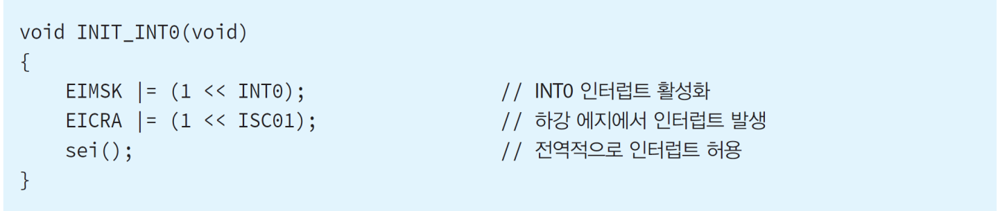 void INIT_INT0(void)
{
    EIMSK |= (1 << INT0);                // INT0 인터럽트 활성화
    EICRA |= (1 << ISC01);               // 하강 에지에서 인터럽트 발생
    sei();                               // 전역적으로 인터럽트 허용
}